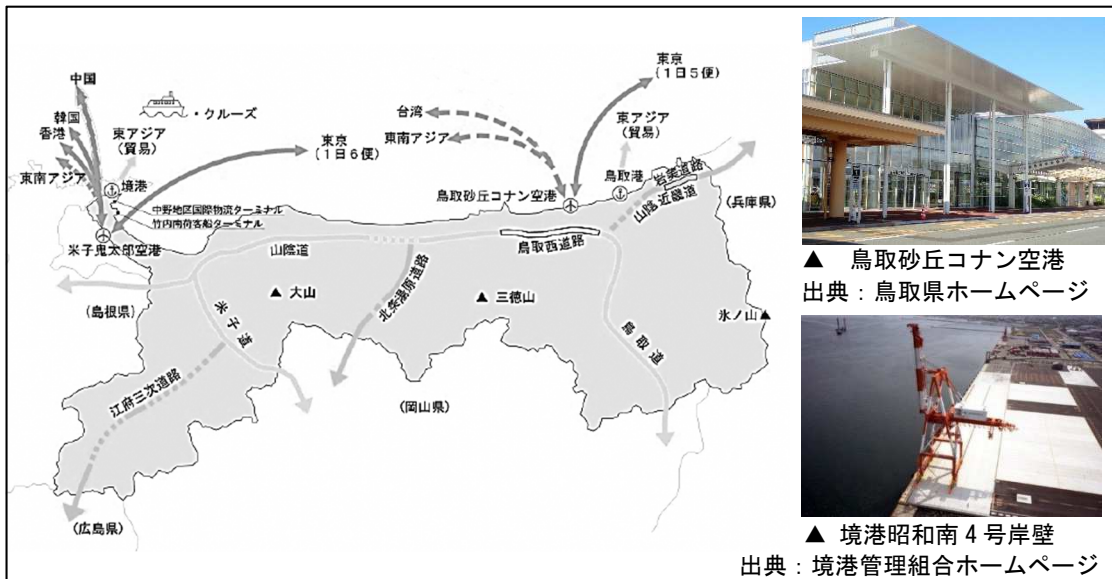 中国
韓国
香港
東南アジア
・クルーズ
東アジア
(貿易)
境港
中野地区国際物流ターミナル
竹内南荷客船ターミナル
米子鬼太郎空港
東京
(1日6便)
台湾
東南アジア
東京
(1日5便)
東アジア
(貿易)
鳥取港
鳥取砂丘コナン空港
岩美道路
山陰近畿道
(兵庫県)
山陰道
鳥取西道路
(島根県)
大山
米子道
北条湯原道路
三徳山
鳥取道
氷ノ山
江府三次道路
(岡山県)
(広島県)
▲ 鳥取砂丘コナン空港
出典：鳥取県ホームページ
▲ 境港昭和南4号岸壁
出典：境港管理組合ホームページ